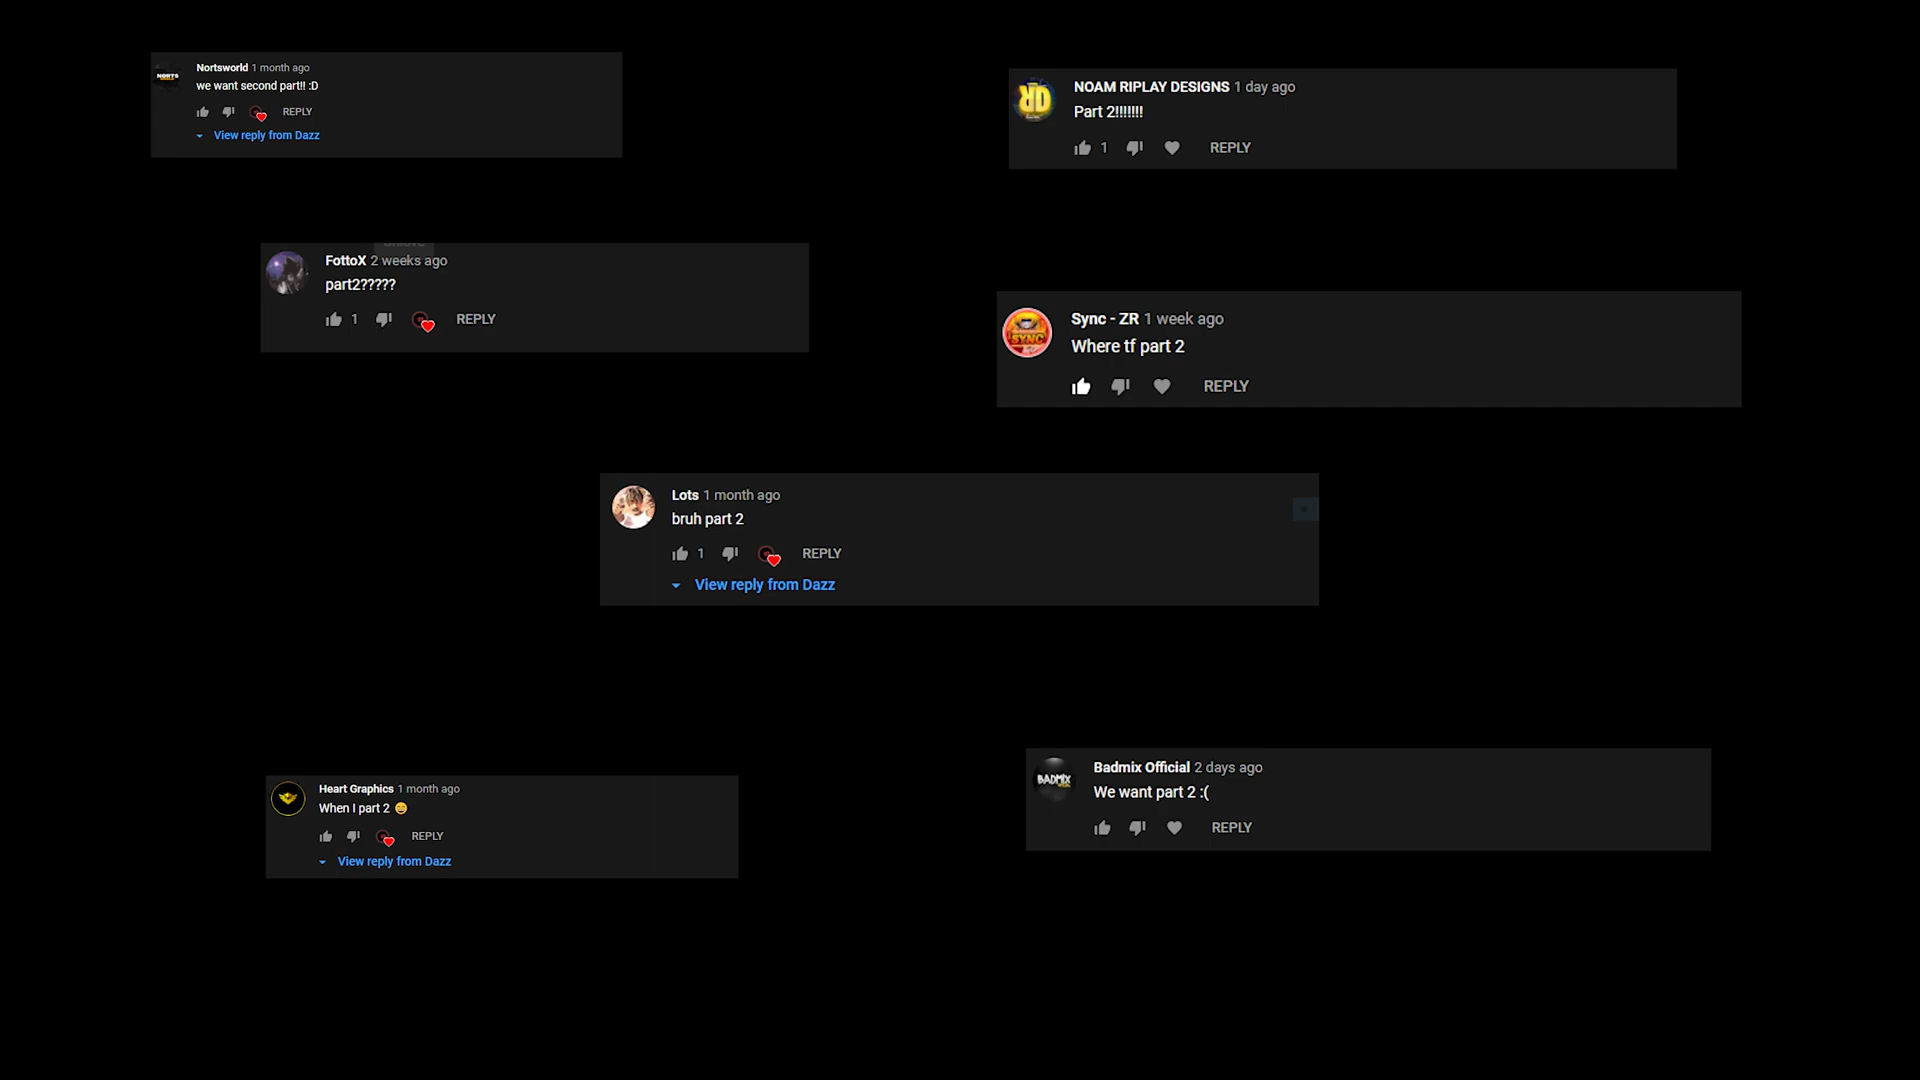 NORTS
Nortsworld 1 month ago
we want second part!! :D
REPLY
View reply from Dazz
NOAM RIPLAY DESIGNS 1 day ago
Part 2!!!!!!!
1 REPLY
FottoX 2 weeks ago
part2?????
1 REPLY
SYNC
Sync - ZR 1 week ago
Where tf part 2
REPLY
Lots 1 month ago
bruh part 2
1 REPLY
View reply from Dazz
Heart Graphics 1 month ago
When I part 2 😄
REPLY
View reply from Dazz
BADMIX
Badmix Official 2 days ago
We want part 2 :(
REPLY